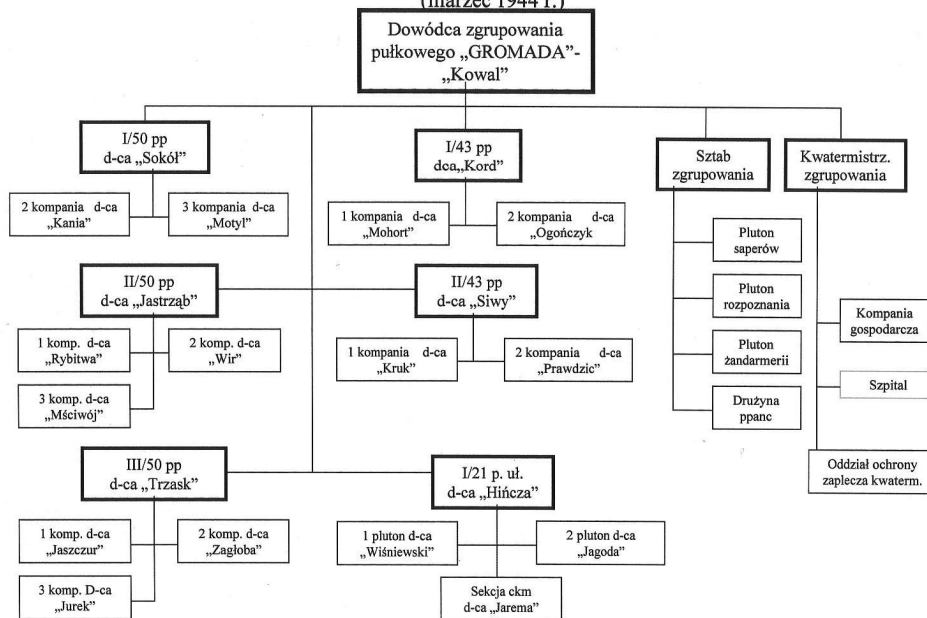 (marzec 1944 r.)
Dowódca zgrupowania
pułkowego „GROMADA”-
„Kowal”
I/50 pp
d-ca „Sokół”
I/43 pp
dca„Kord”
Sztab
zgrupowania
Kwatermistrz.
zgrupowania
2 kompania d-ca
„Kania”
3 kompania d-ca
„Motyl”
1 kompania d-ca
„Mohort”
2 kompania d-ca
„Ogończyk
Pluton
saperów
Pluton
rozpoznania
Pluton
żandarmerii
Drużyna
ppanc
Kompania
gospodarcza
Szpital
Oddział ochrony
zaplecza kwaterm.
II/50 pp
d-ca „Jastrząb”
II/43 pp
d-ca „Siwy”
1 komp. d-ca
„Rybitwa”
2 komp. d-ca
„Wir”
3 komp. d-ca
„Mściwój”
1 kompania d-ca
„Kruk”
2 kompania d-ca
„Prawdzic”
III/50 pp
d-ca „Trzask”
I/21 p. uł.
d-ca „Hińcza”
1 komp. d-ca
„Jaszczur”
2 komp. d-ca
„Zagłoba”
3 komp. D-ca
„Jurek”
1 pluton d-ca
„Wiśniewski”
2 pluton d-ca
„Jagoda”
Sekcja ckm
d-ca „Jarema”